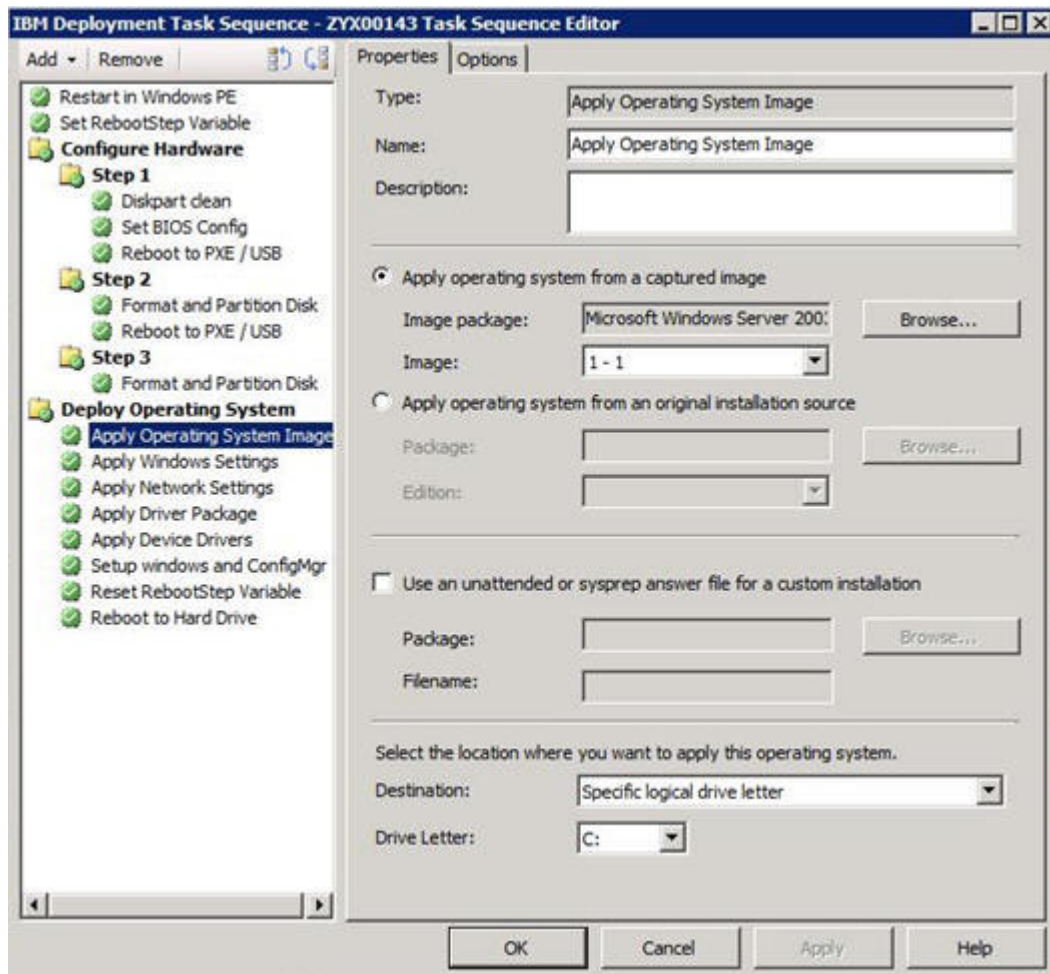 IBM Deployment Task Sequence - ZYX00143 Task Sequence Editor
Add
Remove
Restart in Windows PE
Set RebootStep Variable
Configure Hardware
Step 1
Diskpart clean
Set BIOS Config
Reboot to PXE / USB
Step 2
Format and Partition Disk
Reboot to PXE / USB
Step 3
Format and Partition Disk
Deploy Operating System
Apply Operating System Image
Apply Windows Settings
Apply Network Settings
Apply Driver Package
Apply Device Drivers
Setup windows and ConfigMgr
Reset RebootStep Variable
Reboot to Hard Drive
Properties
Options
Type: Apply Operating System Image
Name: Apply Operating System Image
Description:
Apply operating system from a captured image
Image package: Microsoft Windows Server Browse...
Image: 1 - 1
Apply operating system from an original installation source
Package: Browse...
Edition:
Use an unattended or sysprep answer file for a custom installation
Package: Browse...
Filename:
Select the location where you want to apply this operating system.
Destination: Specific logical drive letter
Drive Letter: C:
OK Cancel Apply Help